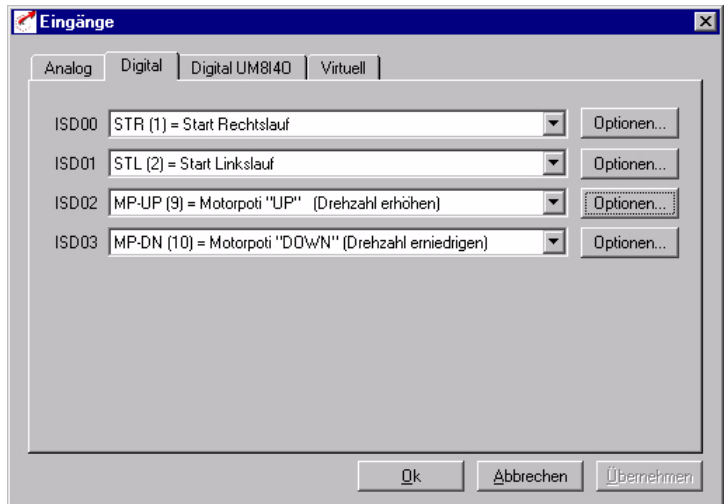 Eingänge
Analog Digital Digital UM8I4O Virtuell
ISD00 STR (1) = Start Rechtslauf Optionen...
ISD01 STL (2) = Start Linkslauf Optionen...
ISD02 MP-UP (9) = Motorpoti "UP" (Drehzahl erhöhen) Optionen...
ISD03 MP-DN (10) = Motorpoti "DOWN" (Drehzahl erniedrigen) Optionen...
Ok Abbrechen Übernehmen